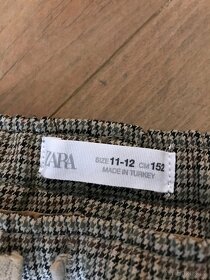 ZARA
SIZE 11-12 CM 152
MADE IN TURKEY